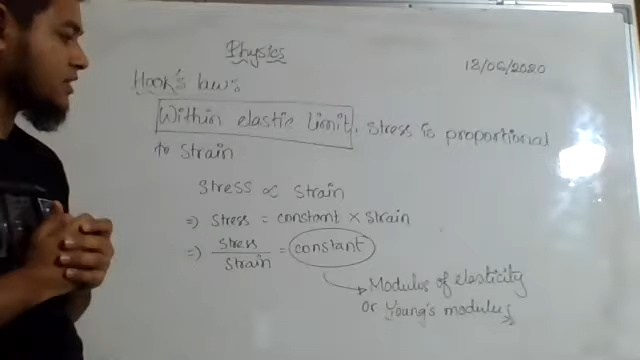 Physics
12/06/2020
Hook's law:
Within elastic limit, stress is proportional
to strain
Stress ∝ strain
⇒ stress = constant × strain
⇒ stress/strain = constant
Modulus of elasticity
or Young's modulus